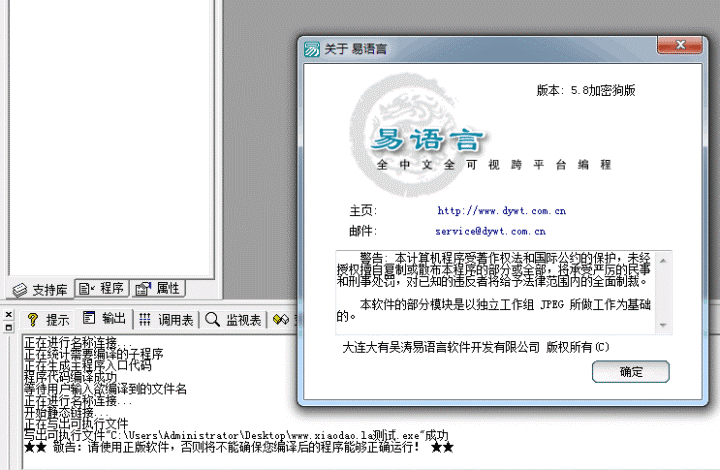 关于 易语言
版本: 5.8加密狗版
易语言
全中文全可视跨平台编程
主页: http://www.dywt.com.cn
邮件: service@dywt.com.cn
警告: 本计算机程序受著作权法和国际公约的保护，未经
授权擅自复制或散布本程序的部分或全部，将承受严厉的民事
和刑事处罚，对已知的违反者将给予法律范围内的全面制裁。
本软件的部分模块是以独立工作组 JPEG 所做工作为基础
的。
大连大有吴涛易语言软件开发有限公司 版权所有(C)
确定
支持库 程序 属性
提示 输出 调用表 监视表
正在进行名称连接...
正在统计需要编译的子程序
正在生成主程序入口代码
程序代码编译成功
等待用户输入欲编译到的文件名
正在进行名称连接...
开始静态链接...
正在写出可执行文件
写出可执行文件"C:\Users\Administrator\Desktop\www.xiaodao.la测试.exe"成功
★★ 敬告：请使用正版软件，否则将不能确保您编译后的程序能够正确运行！ ★★